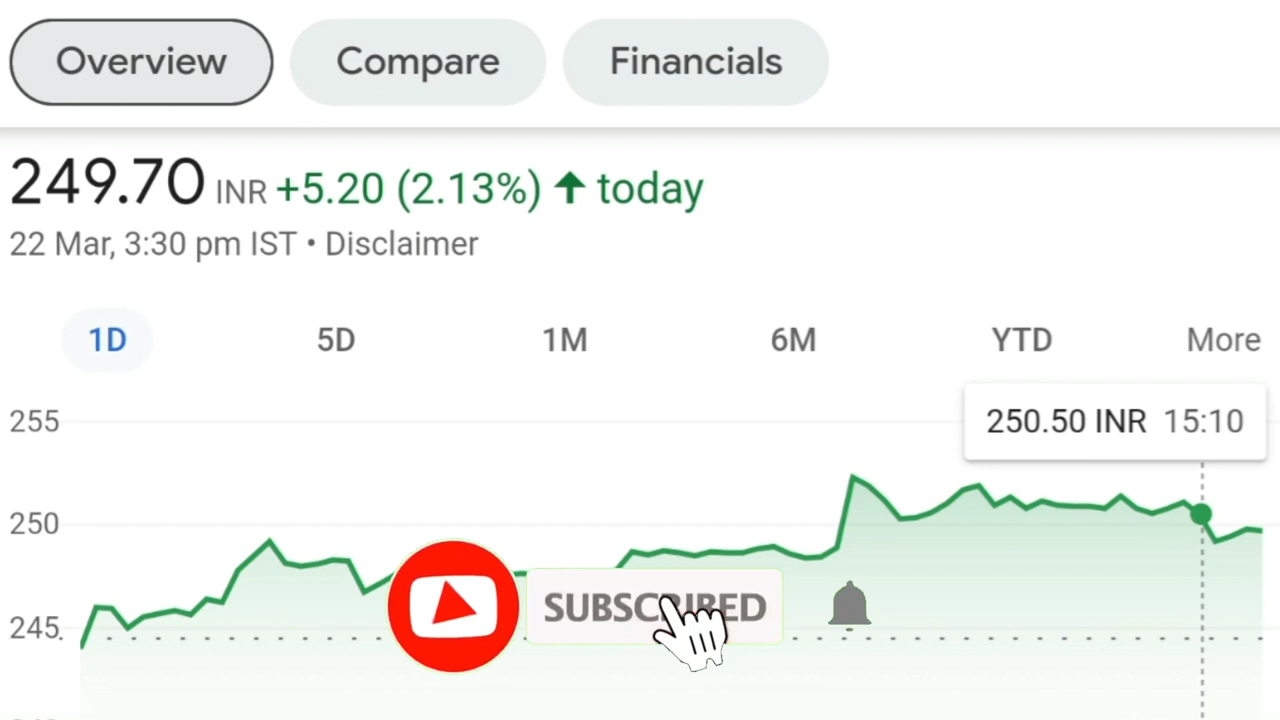 Overview Compare Financials
249.70 INR +5.20 (2.13%) ↑ today
22 Mar, 3:30 pm IST • Disclaimer
1D 5D 1M 6M YTD More
250.50 INR 15:10
255
250
245
SUBSCRIBED